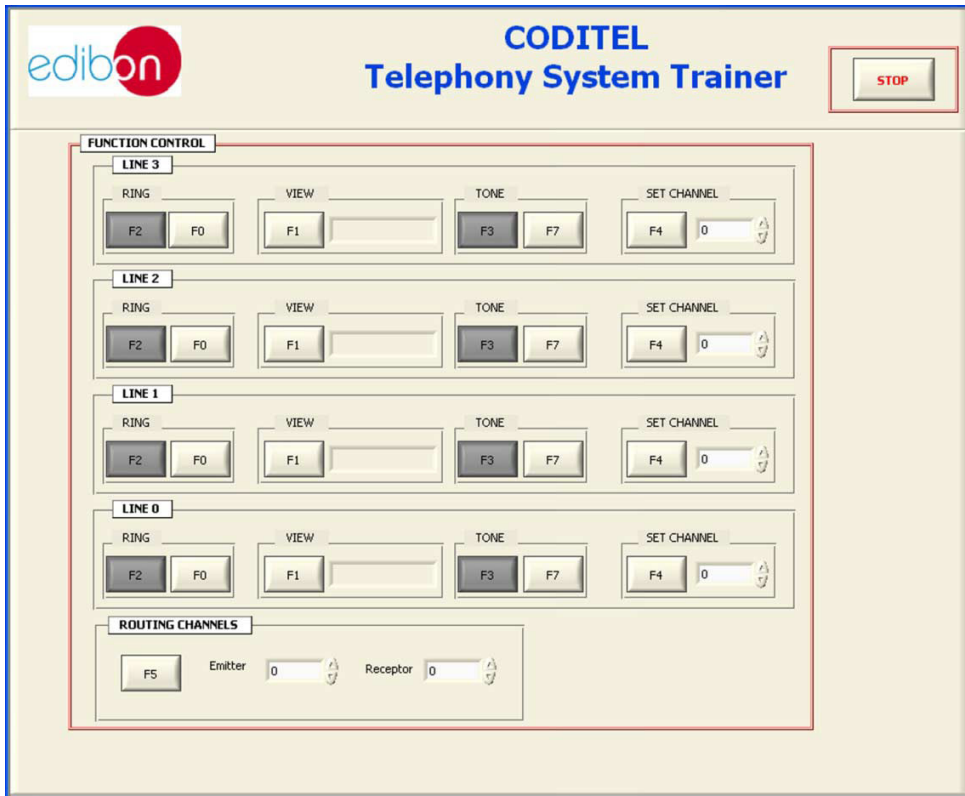 edibon
CODITEL
Telephony System Trainer
STOP
FUNCTION CONTROL
LINE 3
RING VIEW TONE SET CHANNEL
F2 F0 F1 F3 F7 F4 0
LINE 2
RING VIEW TONE SET CHANNEL
F2 F0 F1 F3 F7 F4 0
LINE 1
RING VIEW TONE SET CHANNEL
F2 F0 F1 F3 F7 F4 0
LINE 0
RING VIEW TONE SET CHANNEL
F2 F0 F1 F3 F7 F4 0
ROUTING CHANNELS
F5 Emitter 0 Receptor 0